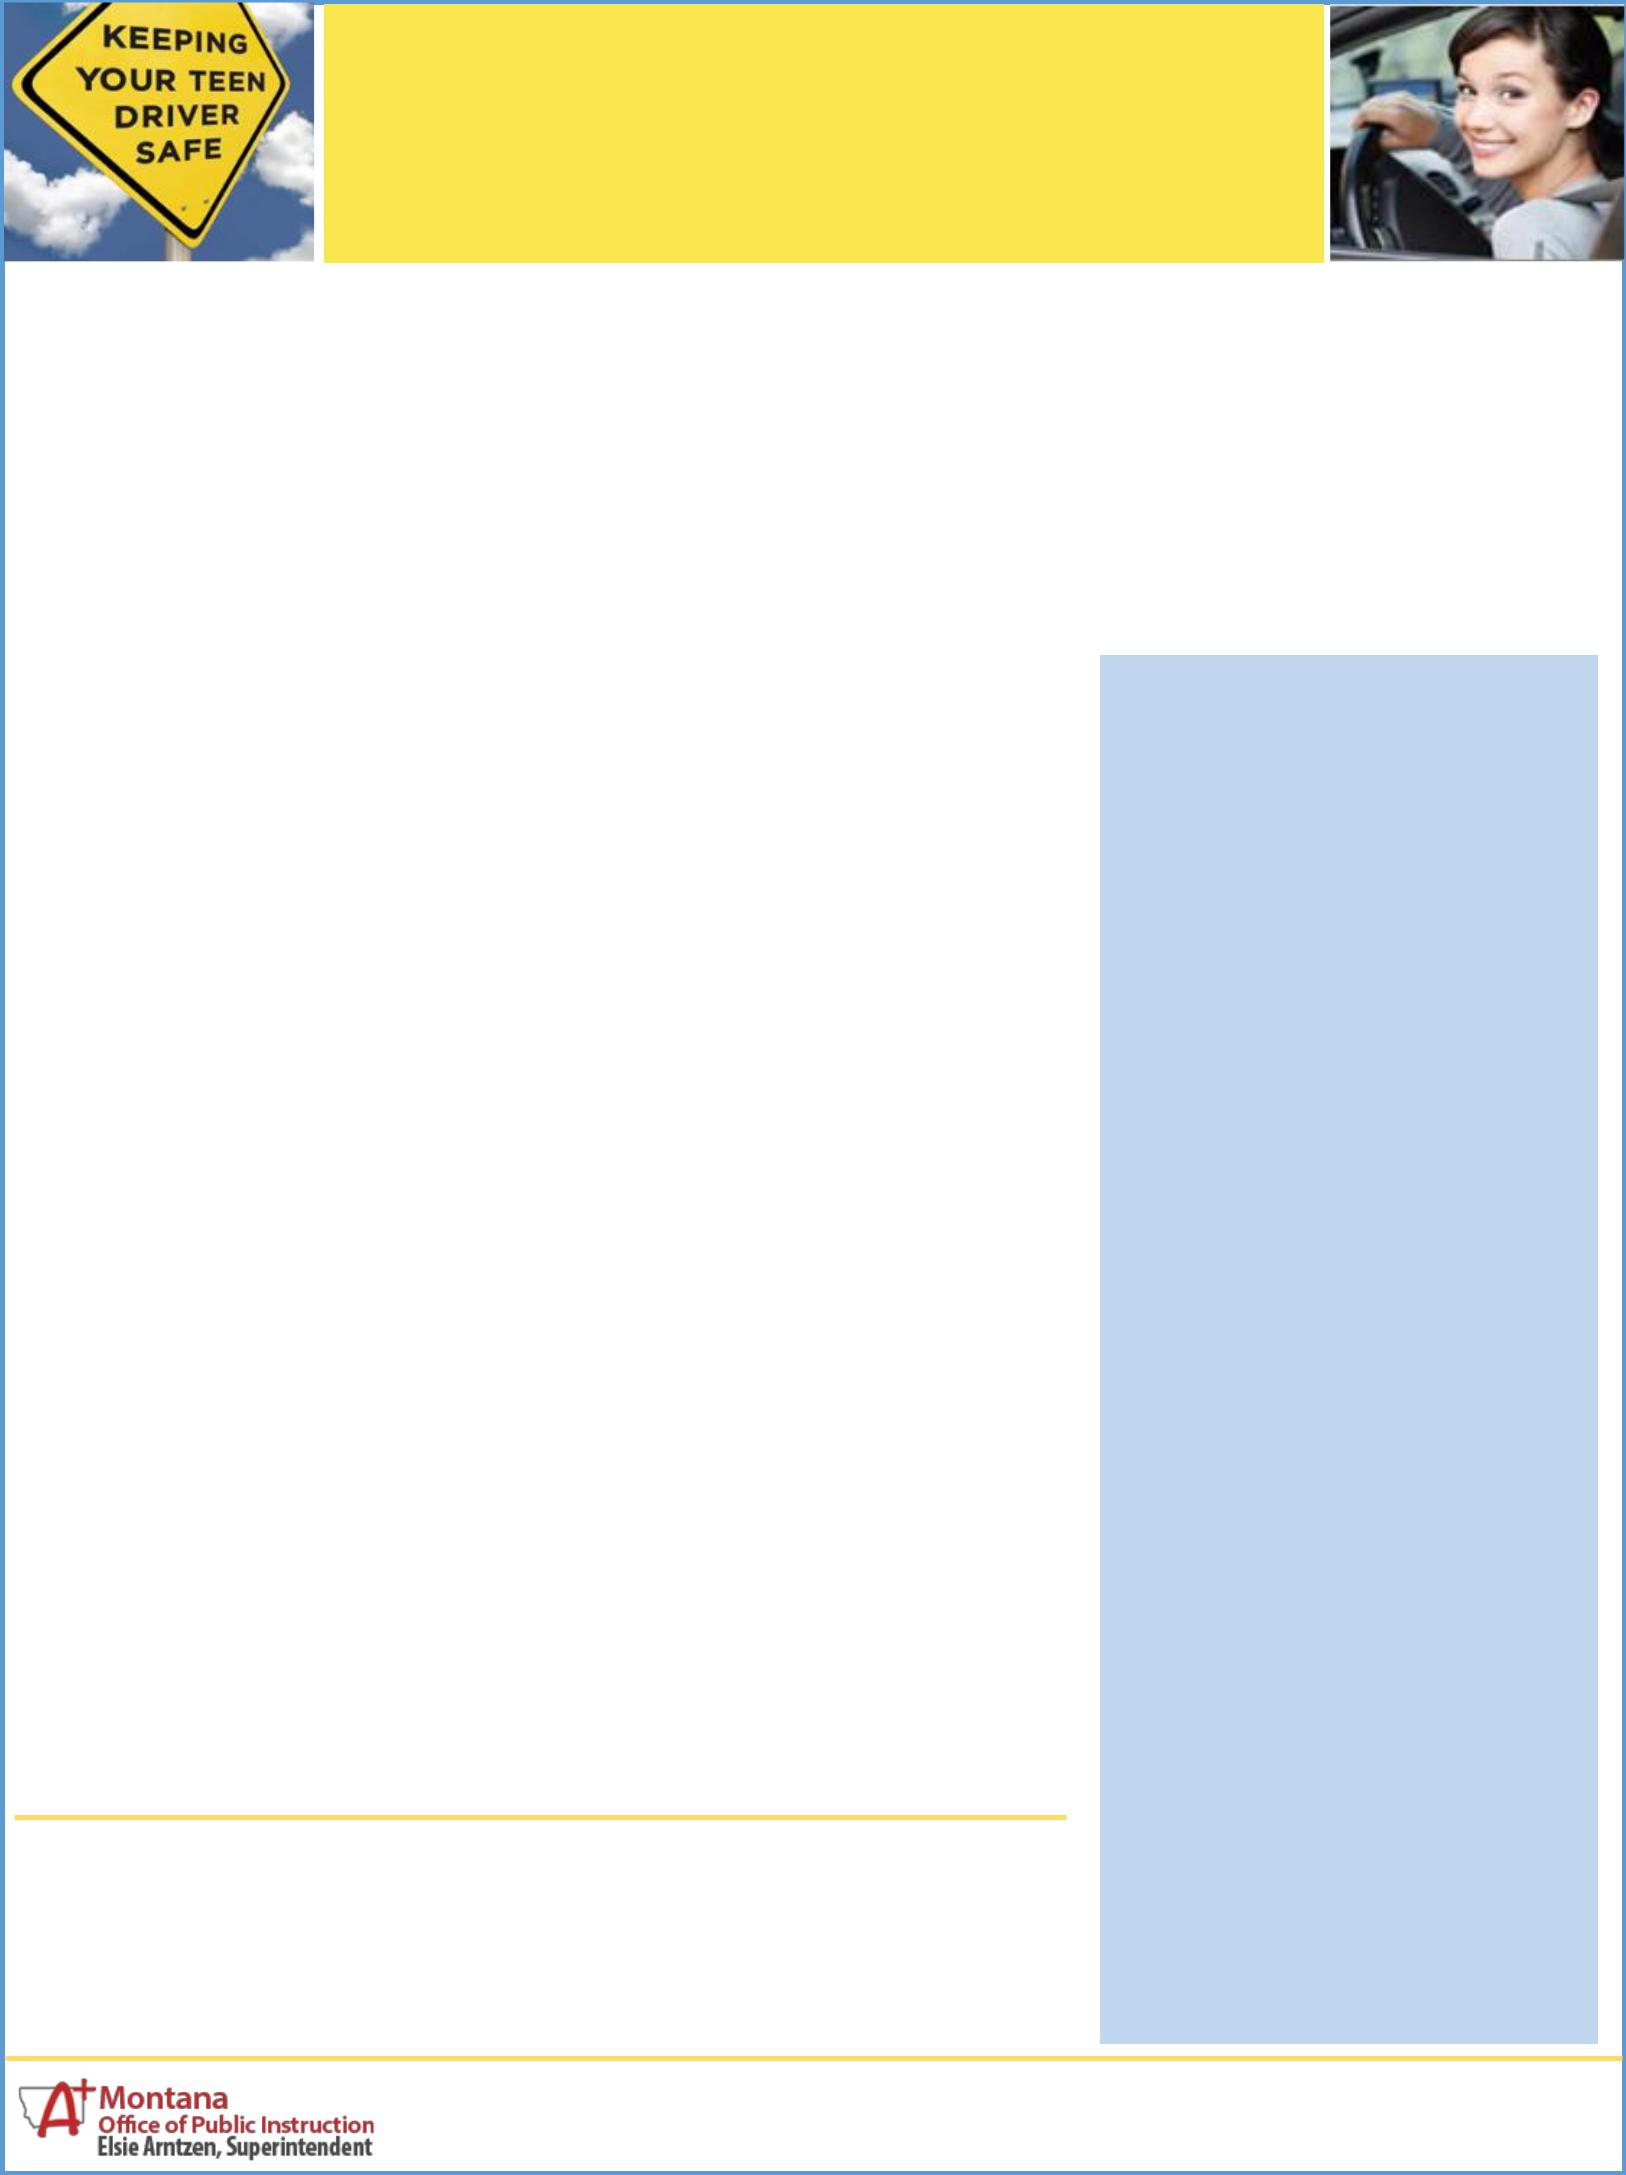 KEEPING
YOUR TEEN
DRIVER
SAFE
A+ Montana
Office of Public Instruction
Elsie Arntzen, Superintendent